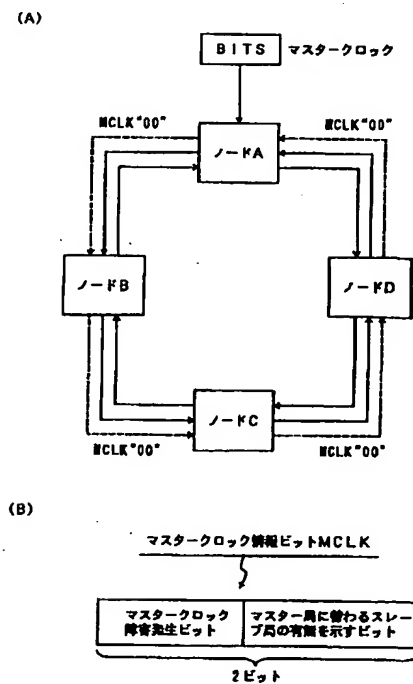 (A)
BITS マスタークロック
MCLK"00" MCLK"00"
ノードA
ノードB ノードD
ノードC
MCLK"00" MCLK"00"
(B)
マスタークロック情報ビットMCLK
マスタークロック
障害発生ビット
マスター局に替わるスレー
ブ局の有無を示すビット
2ビット